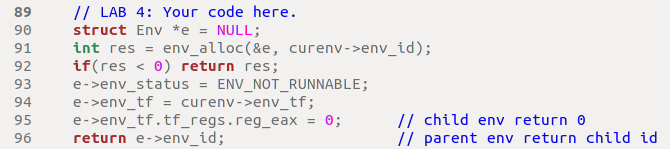 89 // LAB 4: Your code here.
90 struct Env *e = NULL;
91 int res = env_alloc(&e, curenv->env_id);
92 if(res < 0) return res;
93 e->env_status = ENV_NOT_RUNNABLE;
94 e->env_tf = curenv->env_tf;
95 e->env_tf.tf_regs.reg_eax = 0; // child env return 0
96 return e->env_id; // parent env return child id